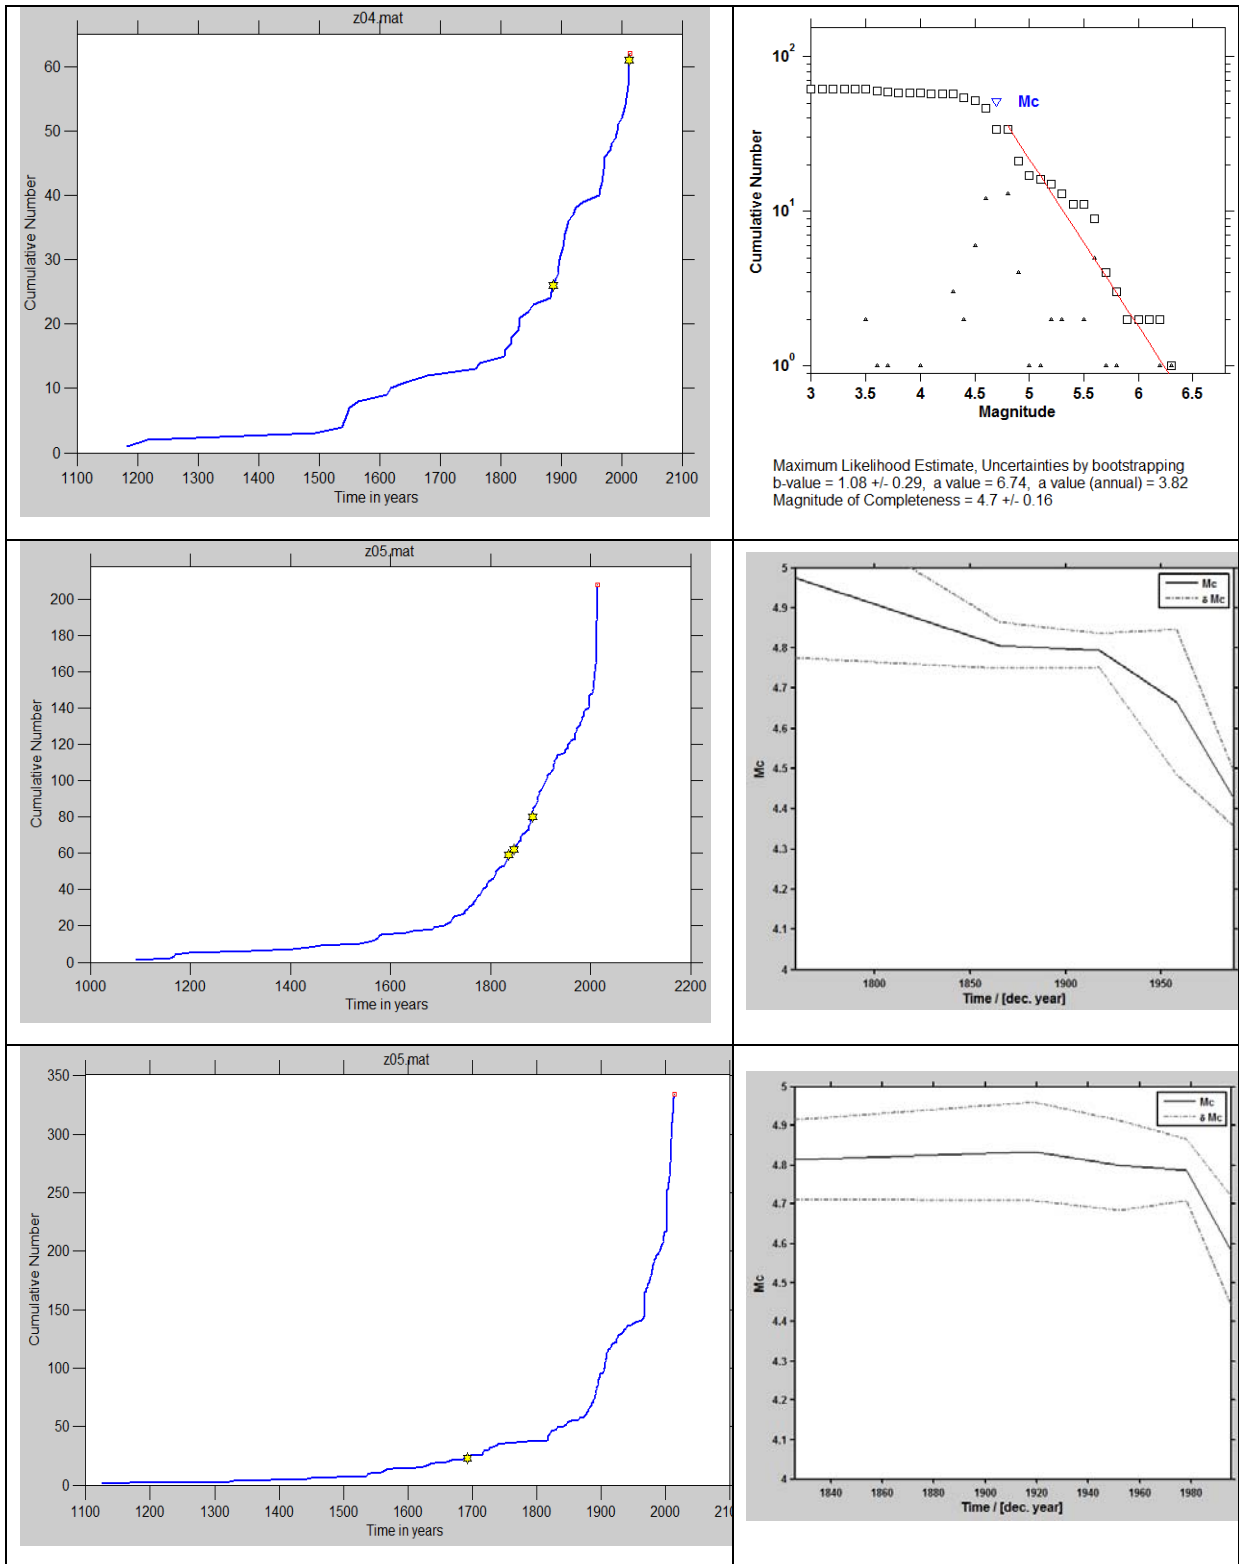 z04.mat
60
50
40
30
20
10
0
Cumulative Number
1100 1200 1300 1400 1500 1600 1700 1800 1900 2000 2100
Time in years
10^2
10^1
10^0
Cumulative Number
Mc
3 3.5 4 4.5 5 5.5 6 6.5
Magnitude
Maximum Likelihood Estimate, Uncertainties by bootstrapping
b-value = 1.08 +/- 0.29, a value = 6.74, a value (annual) = 3.82
Magnitude of Completeness = 4.7 +/- 0.16
z05.mat
200
180
160
140
120
100
80
60
40
20
0
Cumulative Number
1000 1200 1400 1600 1800 2000 2200
Time in years
5
4.9
4.8
4.7
4.6
4.5
4.4
4.3
4.2
4.1
4
Mc
Mc
δ Mc
1800 1850 1900 1950
Time / [dec. year]
z05.mat
350
300
250
200
150
100
50
0
Cumulative Number
1100 1200 1300 1400 1500 1600 1700 1800 1900 2000 210
Time in years
5
4.9
4.8
4.7
4.6
4.5
4.4
4.3
4.2
4.1
4
Mc
Mc
δ Mc
1840 1860 1880 1900 1920 1940 1960 1980
Time / [dec. year]